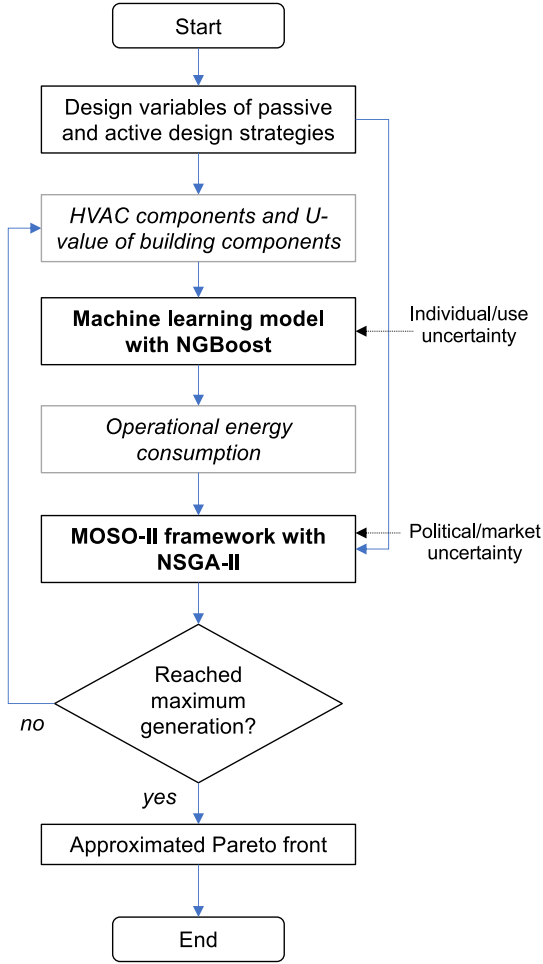 Start
Design variables of passive
and active design strategies
HVAC components and U-
value of building components
Machine learning model
with NGBoost
Individual/use
uncertainty
Operational energy
consumption
MOSO-II framework with
NSGA-II
Political/market
uncertainty
Reached
maximum
generation?
no
yes
Approximated Pareto front
End